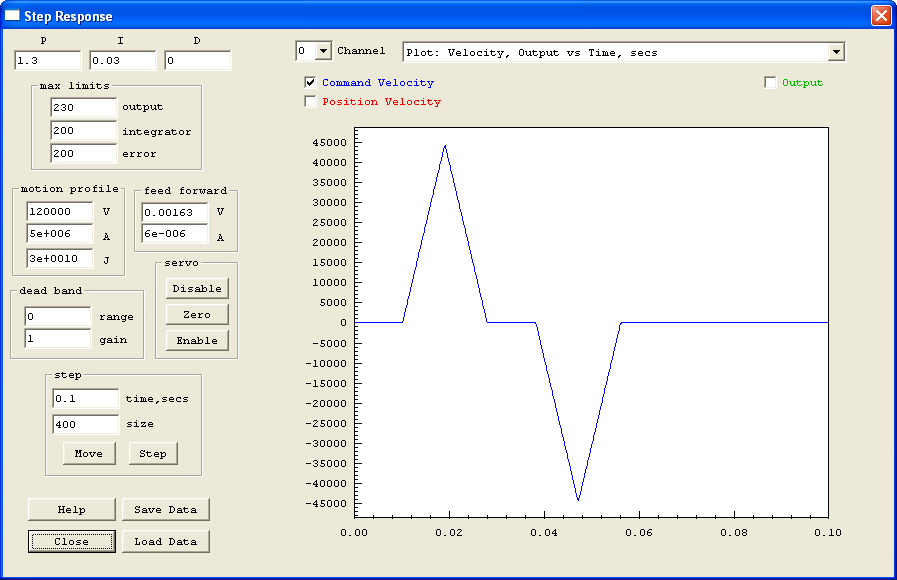 Step Response
P I D
1.3 0.03 0
max limits
230 output
200 integrator
200 error
motion profile
120000 V
5e+006 A
3e+0010 J
feed forward
0.00163 V
6e-006 A
servo
Disable
Zero
Enable
dead band
0 range
1 gain
step
0.1 time,secs
400 size
Move Step
Help Save Data
Close Load Data
0 Channel Plot: Velocity, Output vs Time, secs
Command Velocity Output
Position Velocity
45000
40000
35000
30000
25000
20000
15000
10000
5000
0
-5000
-10000
-15000
-20000
-25000
-30000
-35000
-40000
-45000
0.00 0.02 0.04 0.06 0.08 0.10